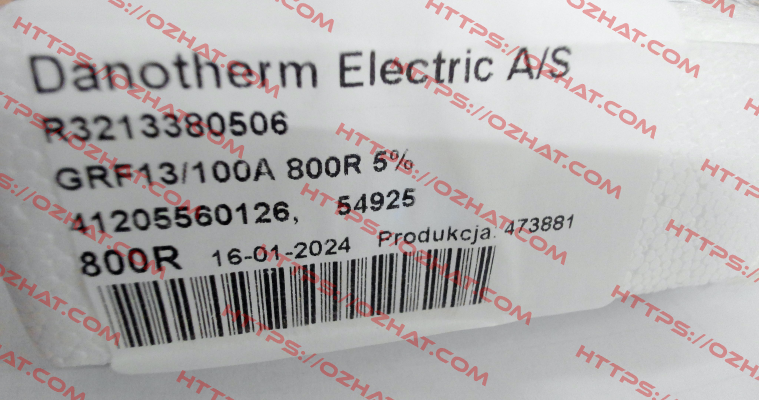 Danotherm Electric A/S
R3213380506
GRF13/100A 800R 5%
41205560126, 54925
800R 16-01-2024 Produkcja. 473881
HTTPS://OZHAT.COM